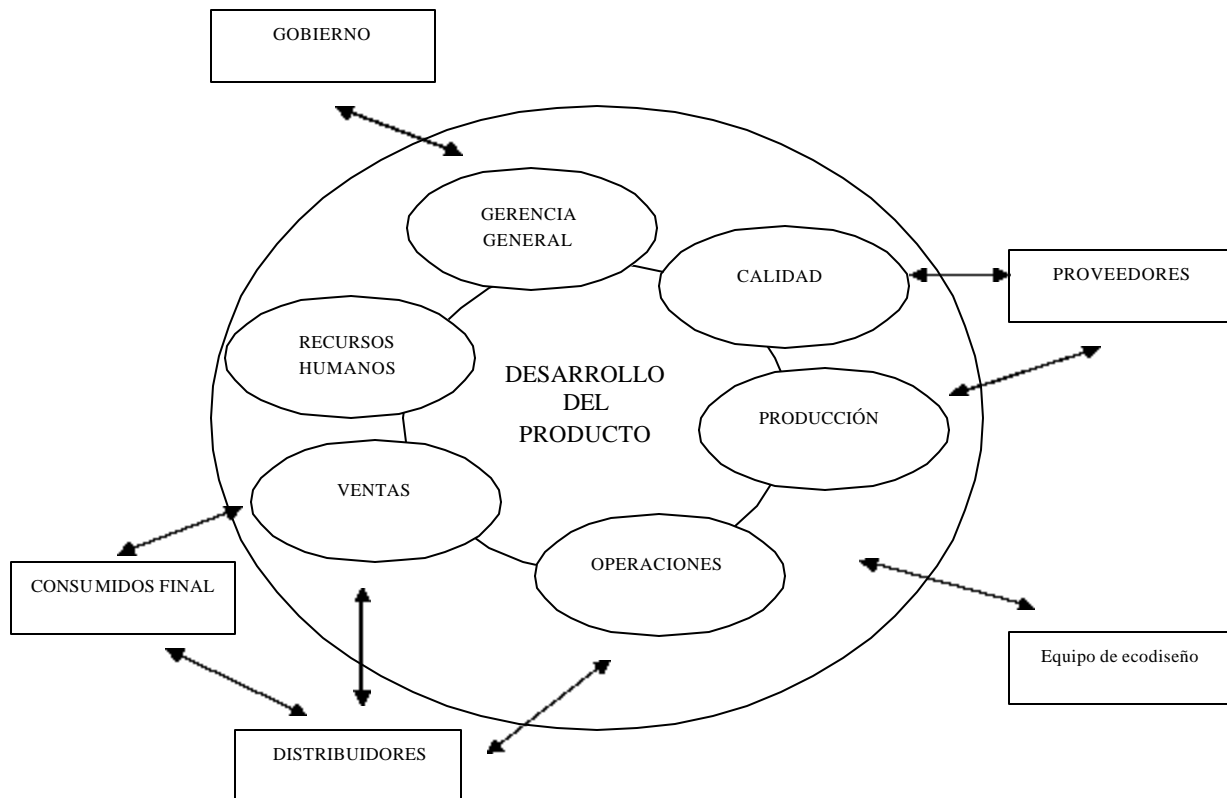 GOBIERNO
GERENCIA
GENERAL
CALIDAD
PROVEEDORES
RECURSOS
HUMANOS
DESARROLLO
DEL
PRODUCTO
PRODUCCIÓN
VENTAS
OPERACIONES
CONSUMIDOS FINAL
Equipo de ecodiseño
DISTRIBUIDORES